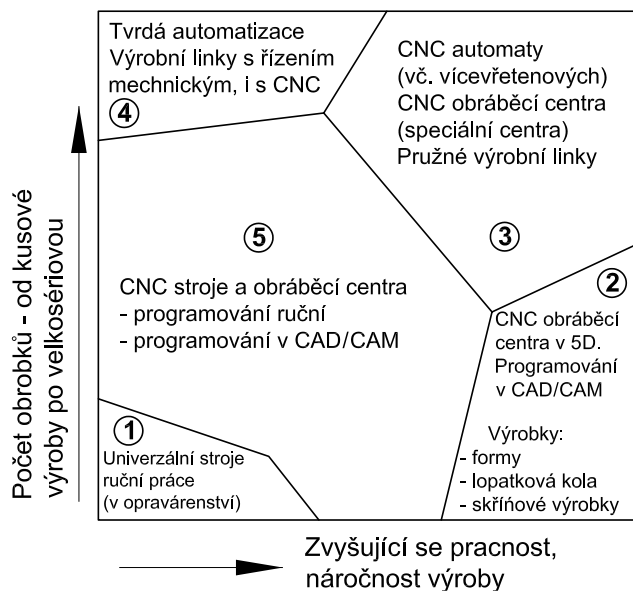 Tvrdá automatizace
Výrobní linky s řízením
mechnickým, i s CNC
4
CNC automaty
(vč. vícevřetenových)
CNC obráběcí centra
(speciální centra)
Pružné výrobní linky
3
5
CNC stroje a obráběcí centra
- programování ruční
- programování v CAD/CAM
2
CNC obráběcí
centra v 5D.
Programování
v CAD/CAM
Výrobky:
- formy
- lopatková kola
- skříňové výrobky
1
Univerzální stroje
ruční práce
(v opravárenství)
Počet obrobků - od kusové
výroby po velkosériovou
Zvyšující se pracnost,
náročnost výroby